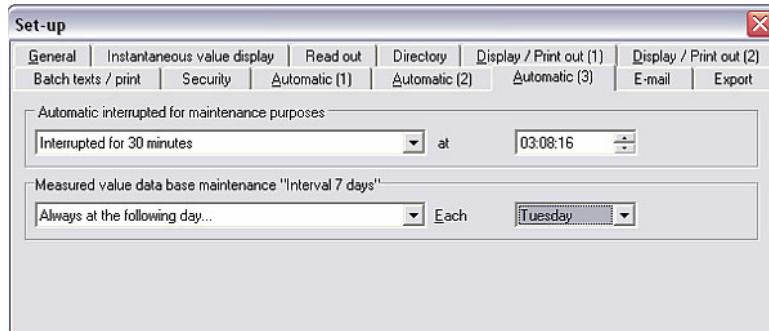 Set-up
General Instantaneous value display Read out Directory Display / Print out (1) Display / Print out (2)
Batch texts / print Security Automatic (1) Automatic (2) Automatic (3) E-mail Export
Automatic interrupted for maintenance purposes
Interrupted for 30 minutes at 03:08:16
Measured value data base maintenance "Interval 7 days"
Always at the following day... Each Tuesday